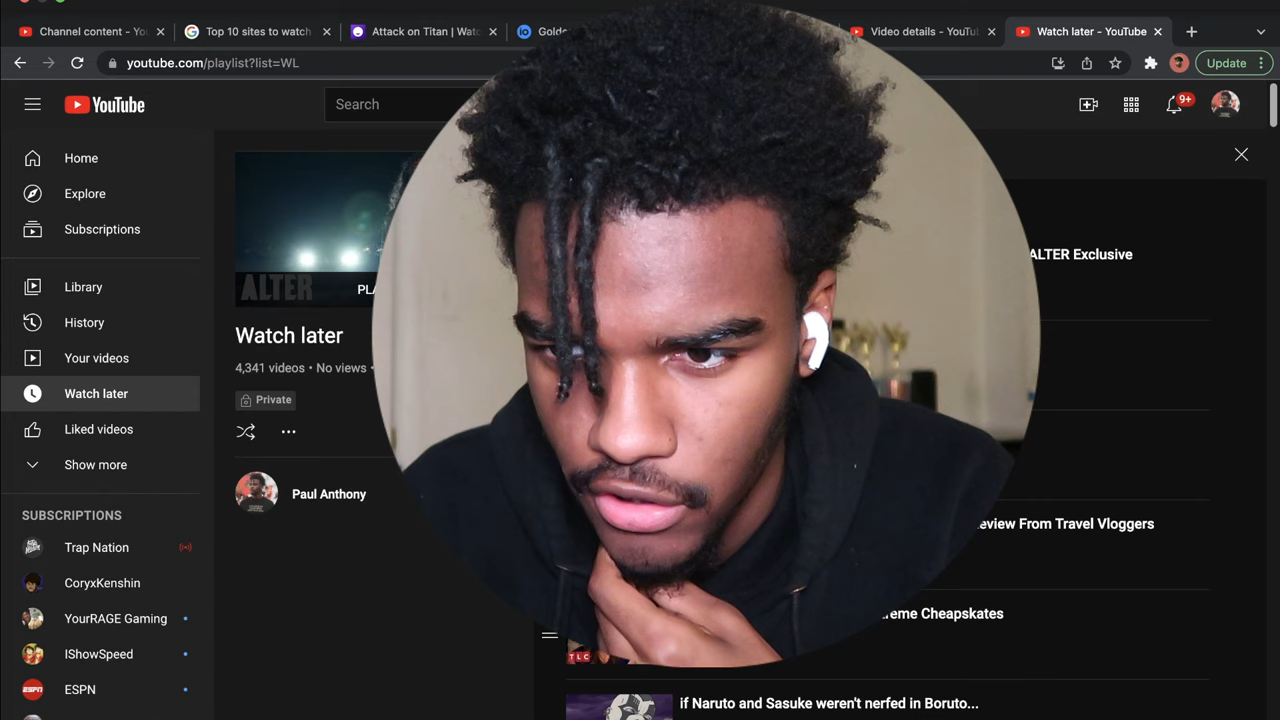 Channel content - Yo
Top 10 sites to watch
Attack on Titan | Watc
Golde
Video details - YouTu
Watch later - YouTube
youtube.com/playlist?list=WL
Update
YouTube
Search
9+
Home
Explore
Subscriptions
Library
History
Your videos
Watch later
Liked videos
Show more
SUBSCRIPTIONS
Trap Nation
CoryxKenshin
YourRAGE Gaming
IShowSpeed
ESPN
ALTER
PLA
Watch later
4,341 videos • No views •
Private
Paul Anthony
ALTER Exclusive
eview From Travel Vloggers
reme Cheapskates
TLC
if Naruto and Sasuke weren't nerfed in Boruto...